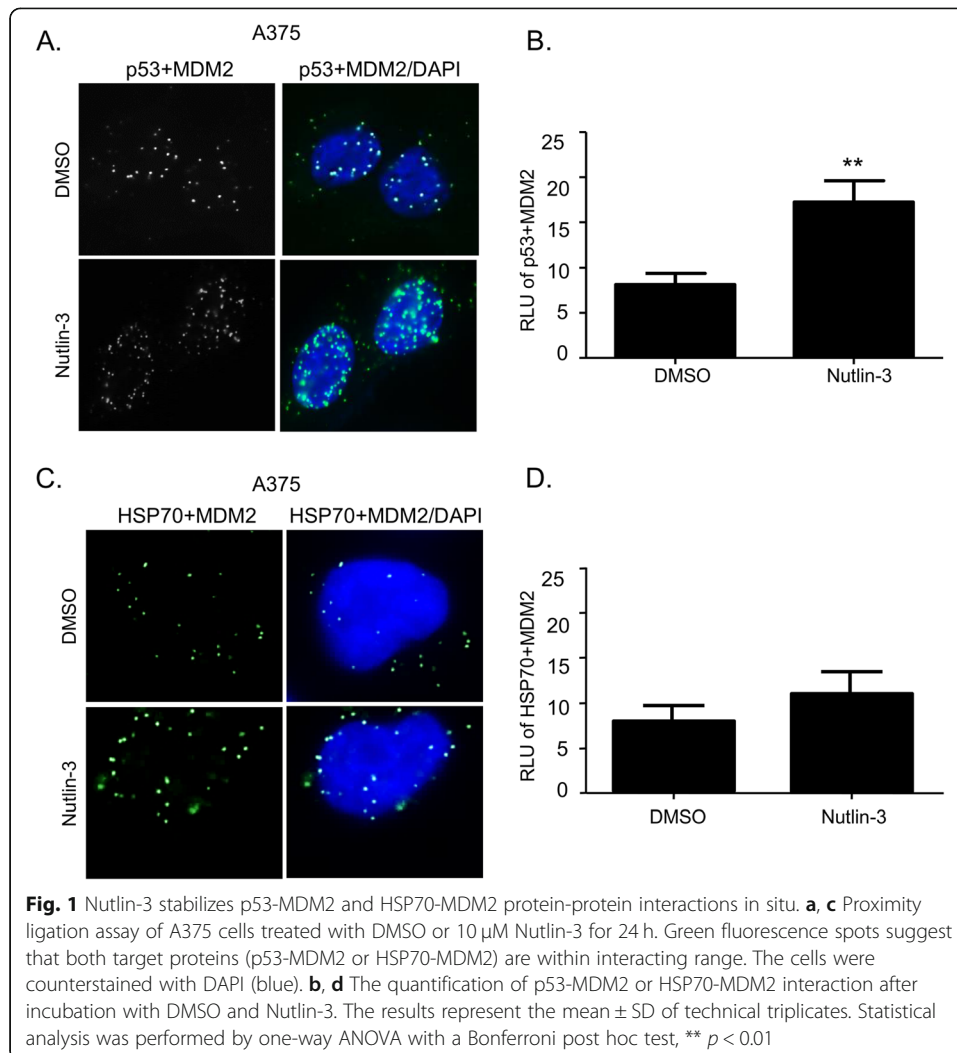 A.
A375
p53+MDM2 p53+MDM2/DAPI
DMSO
Nutlin-3
B.
RLU of p53+MDM2
25
20
15
10
5
0
**
DMSO Nutlin-3
C.
A375
HSP70+MDM2 HSP70+MDM2/DAPI
DMSO
Nutlin-3
D.
RLU of HSP70+MDM2
25
20
15
10
5
0
DMSO Nutlin-3
Fig. 1 Nutlin-3 stabilizes p53-MDM2 and HSP70-MDM2 protein-protein interactions in situ. a, c Proximity
ligation assay of A375 cells treated with DMSO or 10 μM Nutlin-3 for 24 h. Green fluorescence spots suggest
that both target proteins (p53-MDM2 or HSP70-MDM2) are within interacting range. The cells were
counterstained with DAPI (blue). b, d The quantification of p53-MDM2 or HSP70-MDM2 interaction after
incubation with DMSO and Nutlin-3. The results represent the mean ± SD of technical triplicates. Statistical
analysis was performed by one-way ANOVA with a Bonferroni post hoc test, ** p < 0.01